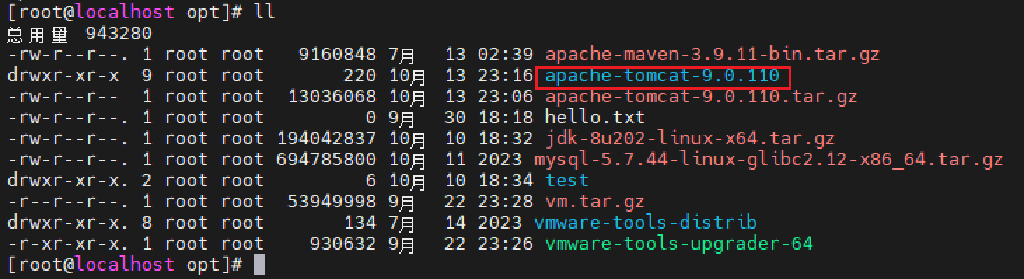 [root@localhost opt]# ll
总用量 943280
-rw-r--r--. 1 root root   9160848 7月  13 02:39 apache-maven-3.9.11-bin.tar.gz
drwxr-xr-x  9 root root       220 10月 13 23:16 apache-tomcat-9.0.110
-rw-r--r--  1 root root  13036068 10月 13 23:06 apache-tomcat-9.0.110.tar.gz
-rw-r--r--. 1 root root         0 9月  30 18:18 hello.txt
-rw-r--r--. 1 root root 194042837 10月 10 18:32 jdk-8u202-linux-x64.tar.gz
-rw-r--r--. 1 root root 694785800 10月 11 2023 mysql-5.7.44-linux-glibc2.12-x86_64.tar.gz
drwxr-xr-x. 2 root root         6 10月 10 18:34 test
-r--r--r--. 1 root root  53949998 9月  22 23:28 vm.tar.gz
drwxr-xr-x. 8 root root       134 7月  14 2023 vmware-tools-distrib
-r-xr-xr-x. 1 root root    930632 9月  22 23:26 vmware-tools-upgrader-64
[root@localhost opt]#